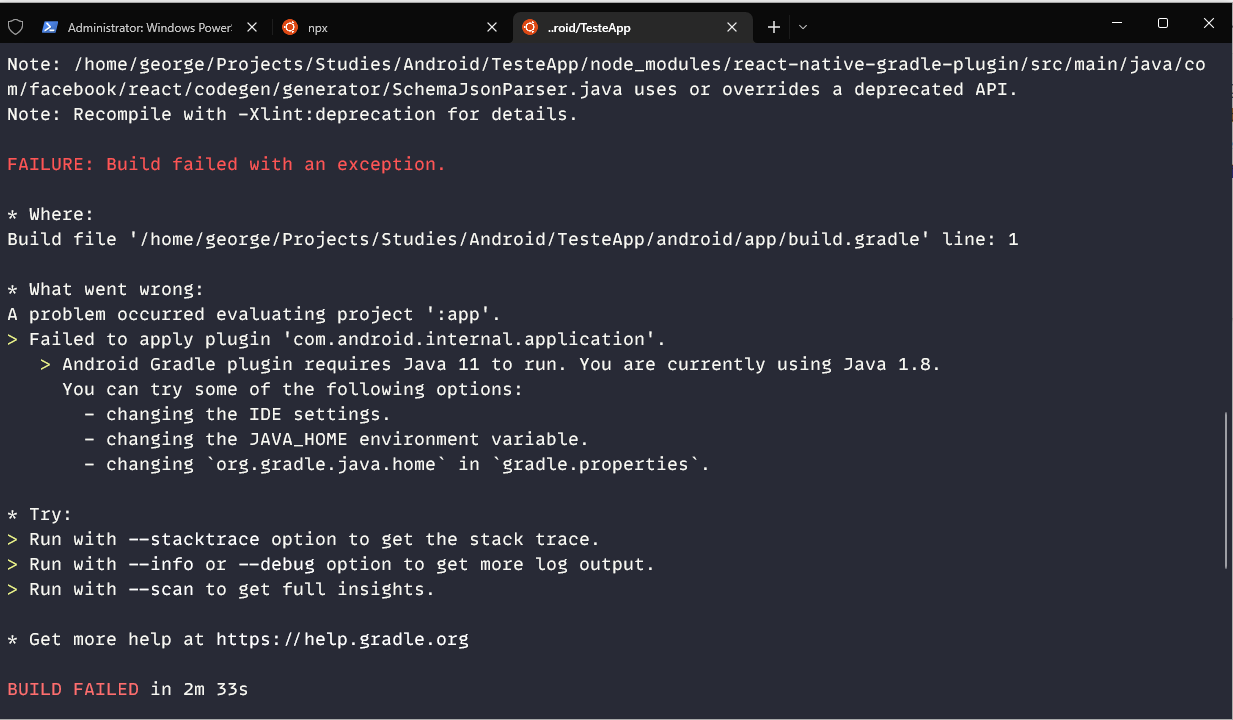 Administrator: Windows Power
npx
..roid/TesteApp
Note: /home/george/Projects/Studies/Android/TesteApp/node_modules/react-native-gradle-plugin/src/main/java/co
m/facebook/react/codegen/generator/SchemaJsonParser.java uses or overrides a deprecated API.
Note: Recompile with -Xlint:deprecation for details.
FAILURE: Build failed with an exception.
* Where:
Build file '/home/george/Projects/Studies/Android/TesteApp/android/app/build.gradle' line: 1
* What went wrong:
A problem occurred evaluating project ':app'.
> Failed to apply plugin 'com.android.internal.application'.
> Android Gradle plugin requires Java 11 to run. You are currently using Java 1.8.
You can try some of the following options:
- changing the IDE settings.
- changing the JAVA_HOME environment variable.
- changing `org.gradle.java.home` in `gradle.properties`.
* Try:
> Run with --stacktrace option to get the stack trace.
> Run with --info or --debug option to get more log output.
> Run with --scan to get full insights.
* Get more help at https://help.gradle.org
BUILD FAILED in 2m 33s